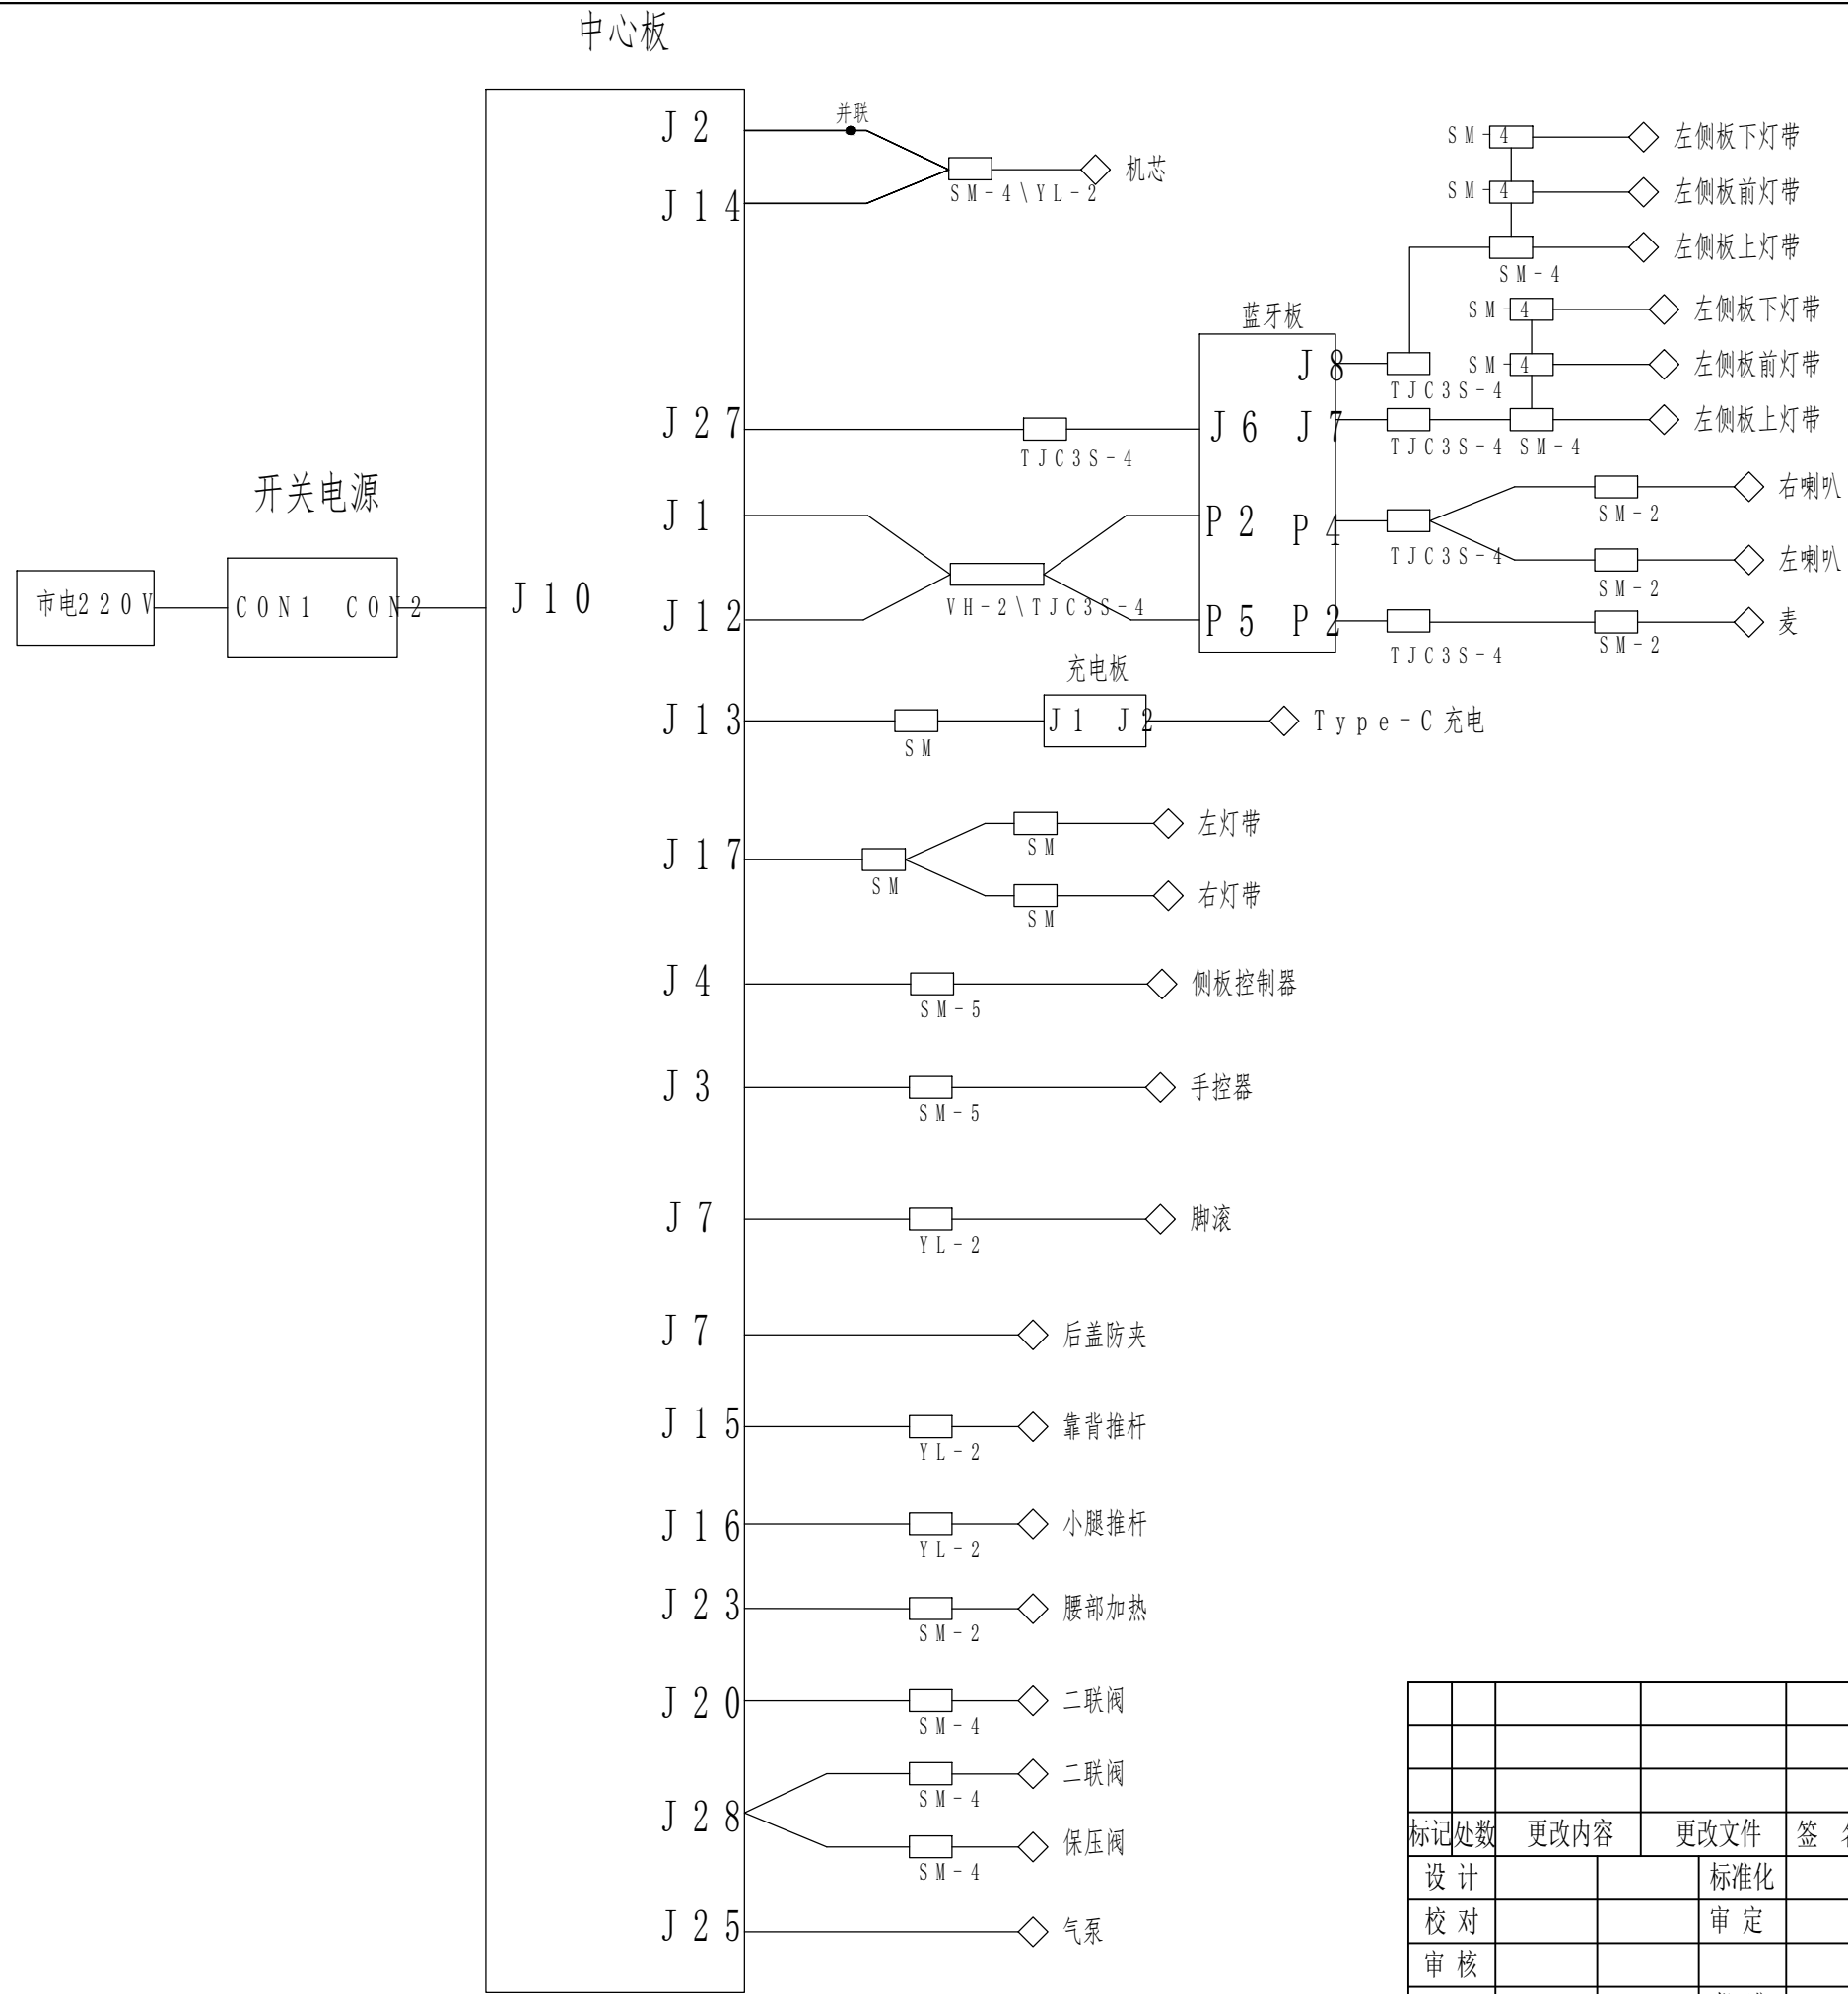 中心板
J2
并联
机芯
SM-4\YL-2
J14
SM-4
左侧板下灯带
SM-4
左侧板前灯带
左侧板上灯带
SM-4
蓝牙板
SM-4
左侧板下灯带
J8
TJC3S-4
SM-4
左侧板前灯带
J27
TJC3S-4
J6
J7
TJC3S-4
SM-4
左侧板上灯带
开关电源
J1
P2
P4
TJC3S-4
SM-2
右喇叭
SM-2
左喇叭
市电220V
CON1 CON2
J10
J12
VH-2\TJC3S-4
P5
P2
TJC3S-4
SM-2
麦
充电板
J13
SM
J1 J2
Type-C充电
J17
SM
SM
左灯带
SM
右灯带
J4
SM-5
侧板控制器
J3
SM-5
手控器
J7
YL-2
脚滚
J7
后盖防夹
J15
YL-2
靠背推杆
J16
YL-2
小腿推杆
J23
SM-2
腰部加热
J20
SM-4
二联阀
J28
SM-4
二联阀
SM-4
保压阀
J25
气泵
标记 处数 更改内容 更改文件 签
设计 标准化
校对 审定
审核